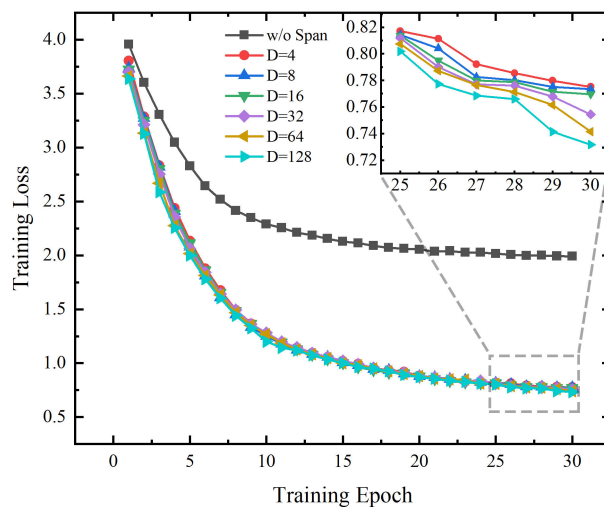 w/o Span
D=4
D=8
D=16
D=32
D=64
D=128
4.0
3.5
3.0
2.5
2.0
1.5
1.0
0.5
Training Loss
0 5 10 15 20 25 30
Training Epoch
0.82
0.80
0.78
0.76
0.74
0.72
25 26 27 28 29 30